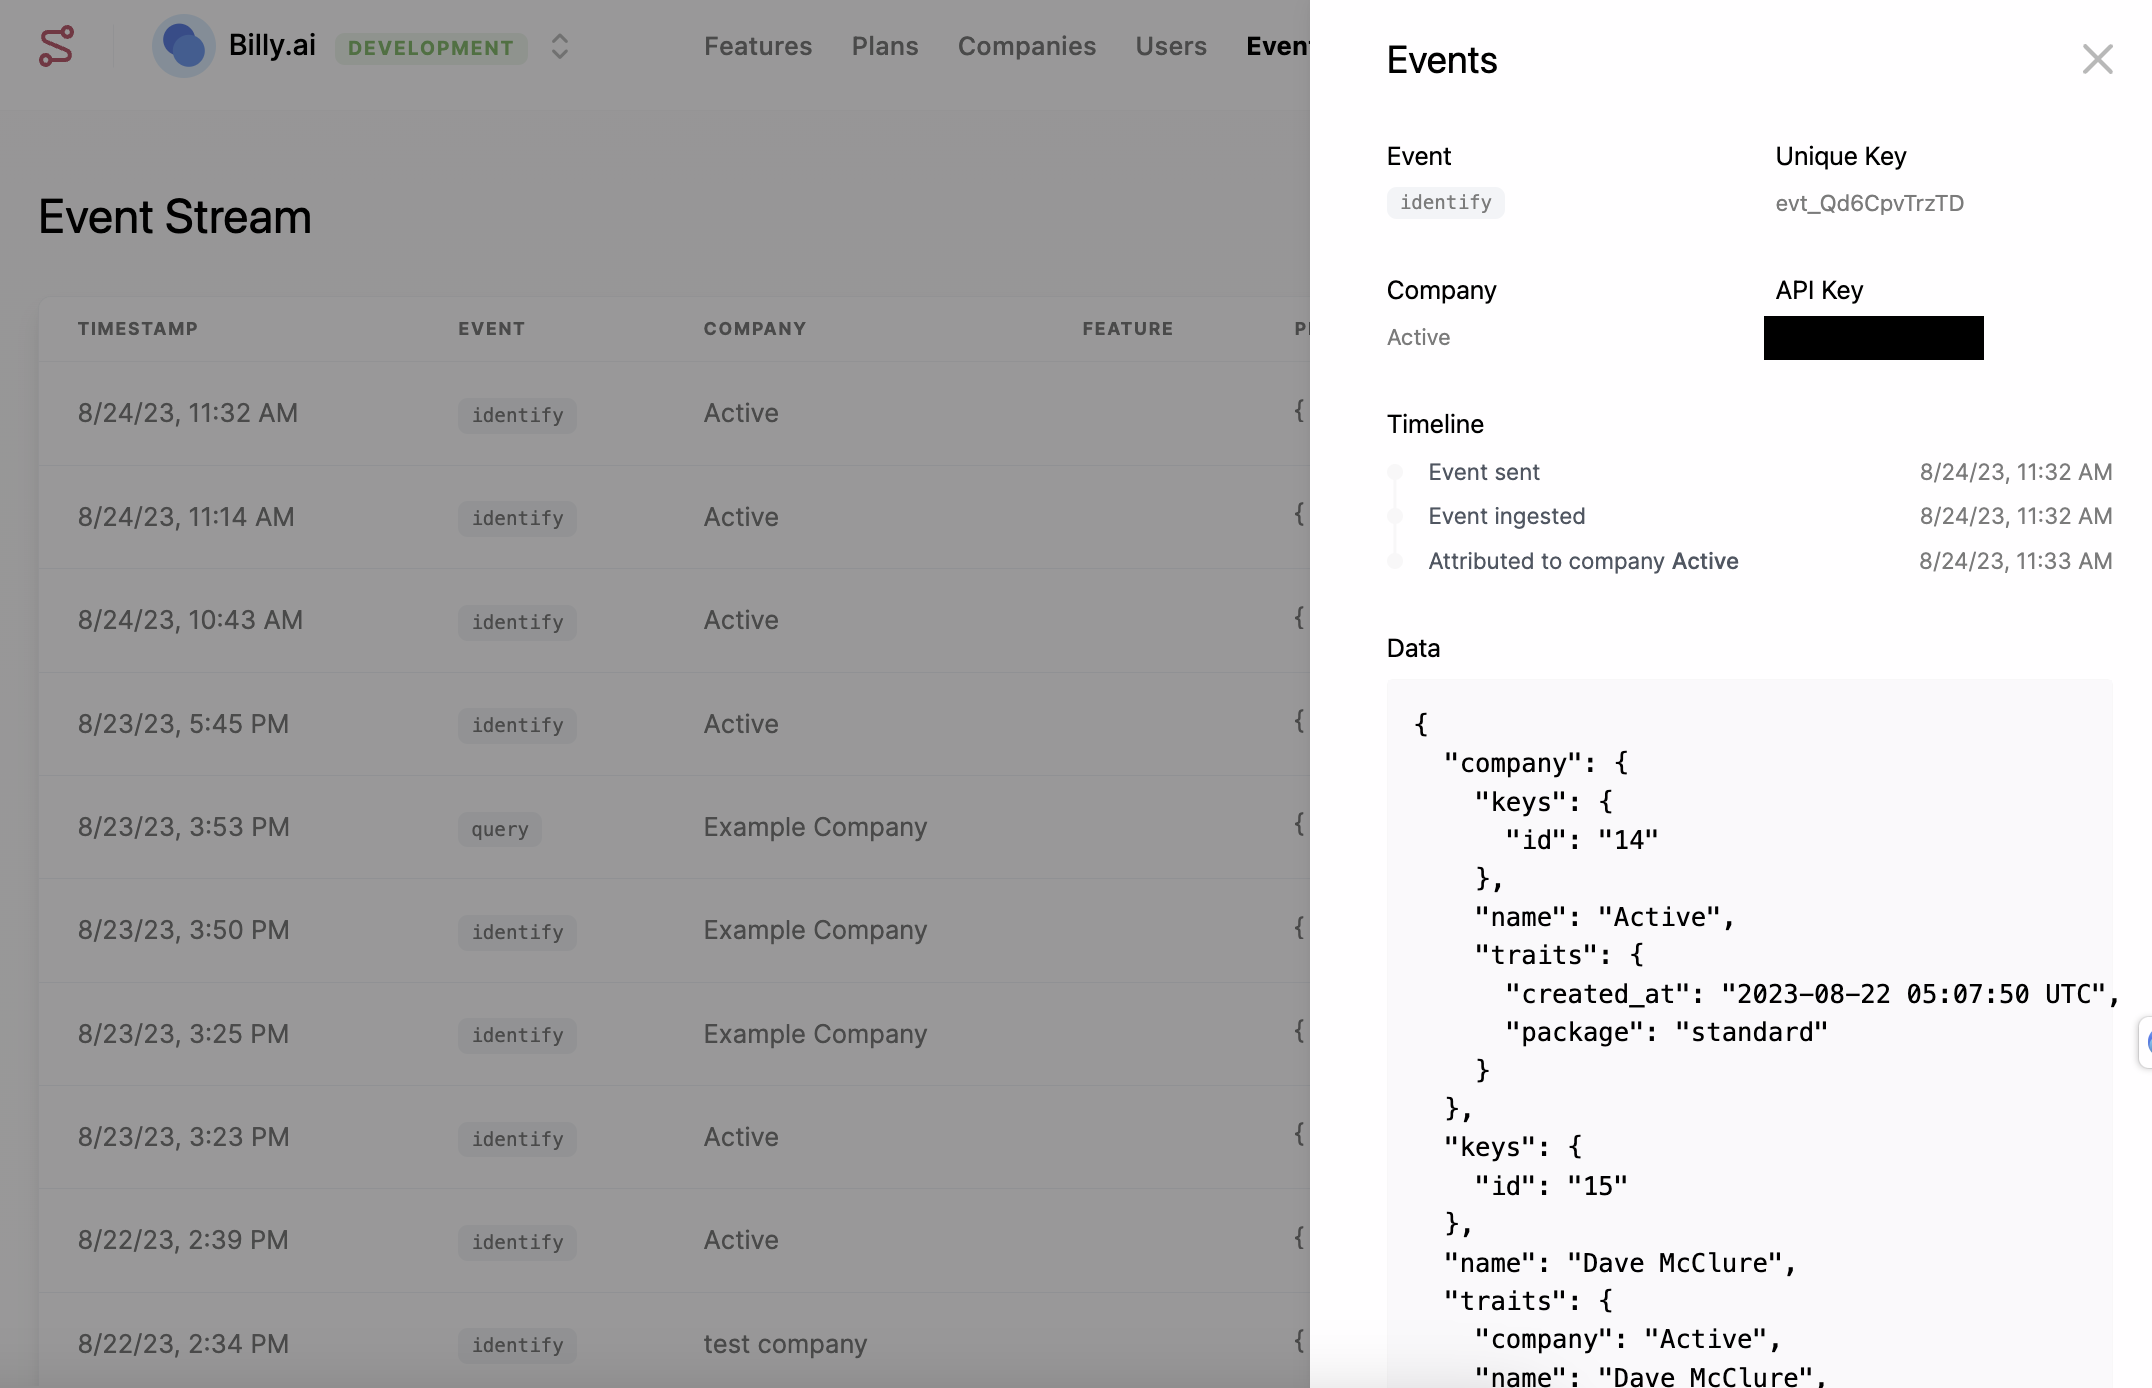 Billy.ai DEVELOPMENT Features Plans Companies Users
Event Stream
TIMESTAMP EVENT COMPANY FEATURE
8/24/23, 11:32 AM identify Active {
8/24/23, 11:14 AM identify Active {
8/24/23, 10:43 AM identify Active {
8/23/23, 5:45 PM identify Active {
8/23/23, 3:53 PM query Example Company {
8/23/23, 3:50 PM identify Example Company {
8/23/23, 3:25 PM identify Example Company {
8/23/23, 3:23 PM identify Active {
8/22/23, 2:39 PM identify Active {
8/22/23, 2:34 PM identify test company {
Events
Event Unique Key
identify evt_Qd6CpvTrzTD
Company API Key
Active
Timeline
Event sent 8/24/23, 11:32 AM
Event ingested 8/24/23, 11:32 AM
Attributed to company Active 8/24/23, 11:33 AM
Data
{
"company": {
"keys": {
"id": "14"
},
"name": "Active",
"traits": {
"created_at": "2023-08-22 05:07:50 UTC",
"package": "standard"
}
},
"keys": {
"id": "15"
},
"name": "Dave McClure",
"traits": {
"company": "Active",
"name": "Dave McClure",